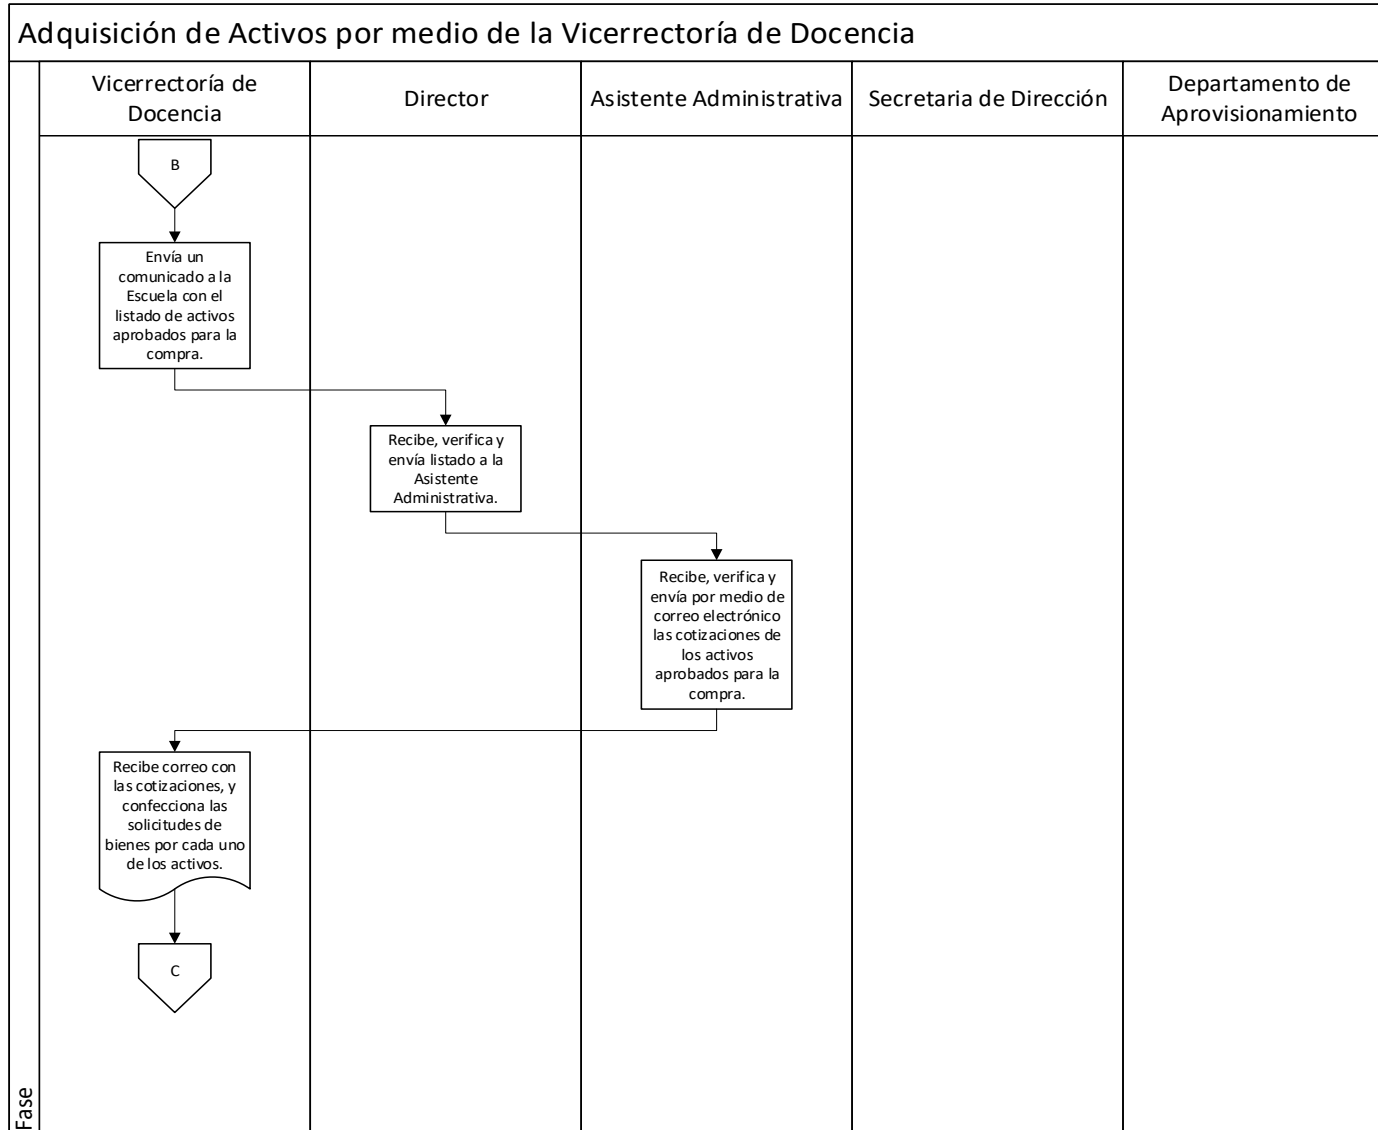 Adquisición de Activos por medio de la Vicerrectoría de Docencia
Vicerrectoría de
Docencia
Director
Asistente Administrativa
Secretaria de Dirección
Departamento de
Aprovisionamiento
B
Envía un
comunicado a la
Escuela con el
listado de activos
aprobados para la
compra.
Recibe, verifica y
envía listado a la
Asistente
Administrativa.
Recibe, verifica y
envía por medio de
correo electrónico
las cotizaciones de
los activos
aprobados para la
compra.
Recibe correo con
las cotizaciones, y
confecciona las
solicitudes de
bienes por cada uno
de los activos.
C
Fase